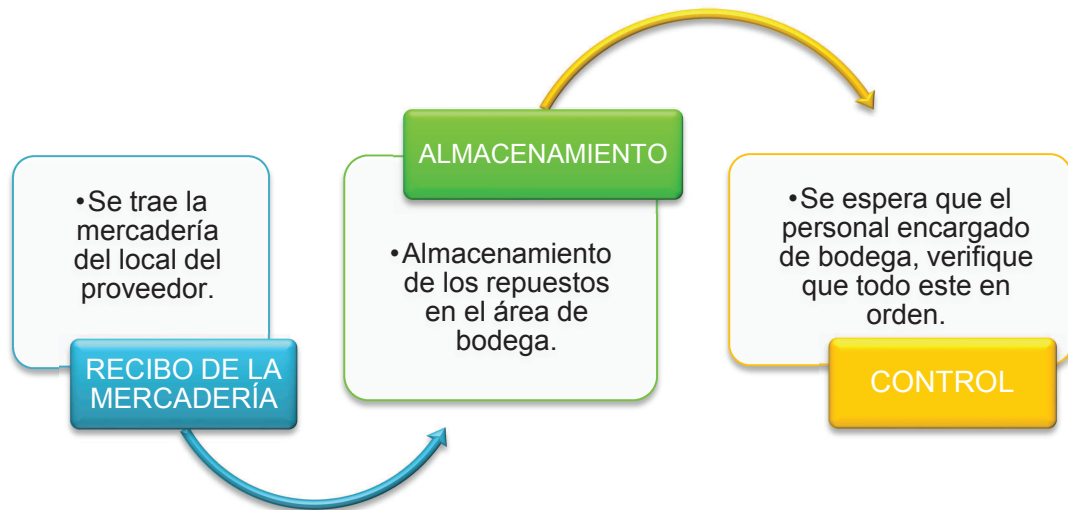 •Se trae la
mercadería
del local del
proveedor.
RECIBO DE LA
MERCADERÍA
ALMACENAMIENTO
•Almacenamiento
de los repuestos
en el área de
bodega.
•Se espera que el
personal encargado
de bodega, verifique
que todo este en
orden.
CONTROL